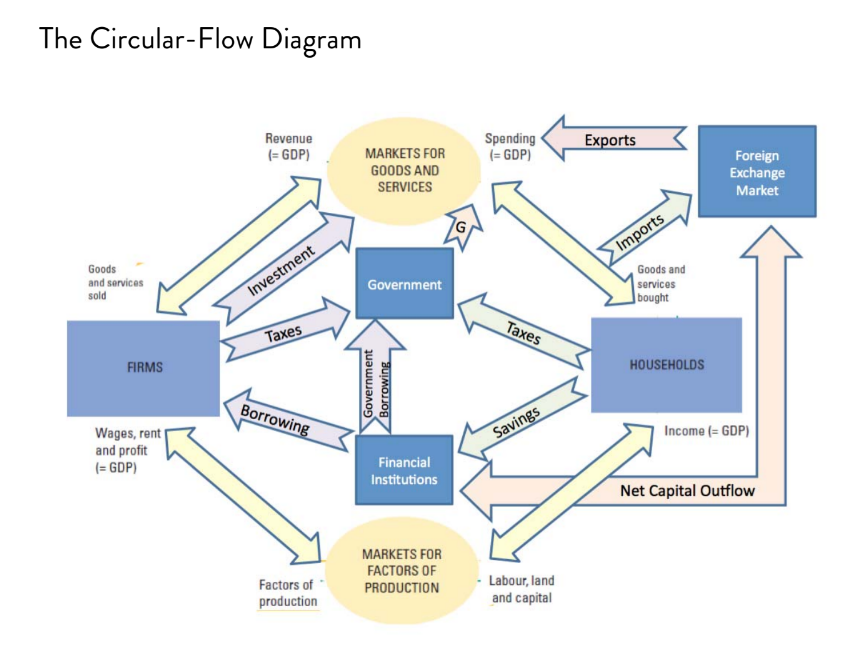 The Circular-Flow Diagram
Revenue
(= GDP)
MARKETS FOR
GOODS AND
SERVICES
Spending
(= GDP)
Exports
Foreign
Exchange
Market
G
Imports
Investment
Goods
and services
sold
Government
Goods and
services
bought
Taxes
Taxes
FIRMS
HOUSEHOLDS
Government
Borrowing
Borrowing
Savings
Wages, rent
and profit
(= GDP)
Income (= GDP)
Financial
Institutions
Net Capital Outflow
MARKETS FOR
FACTORS OF
PRODUCTION
Factors of
production
Labour, land
and capital